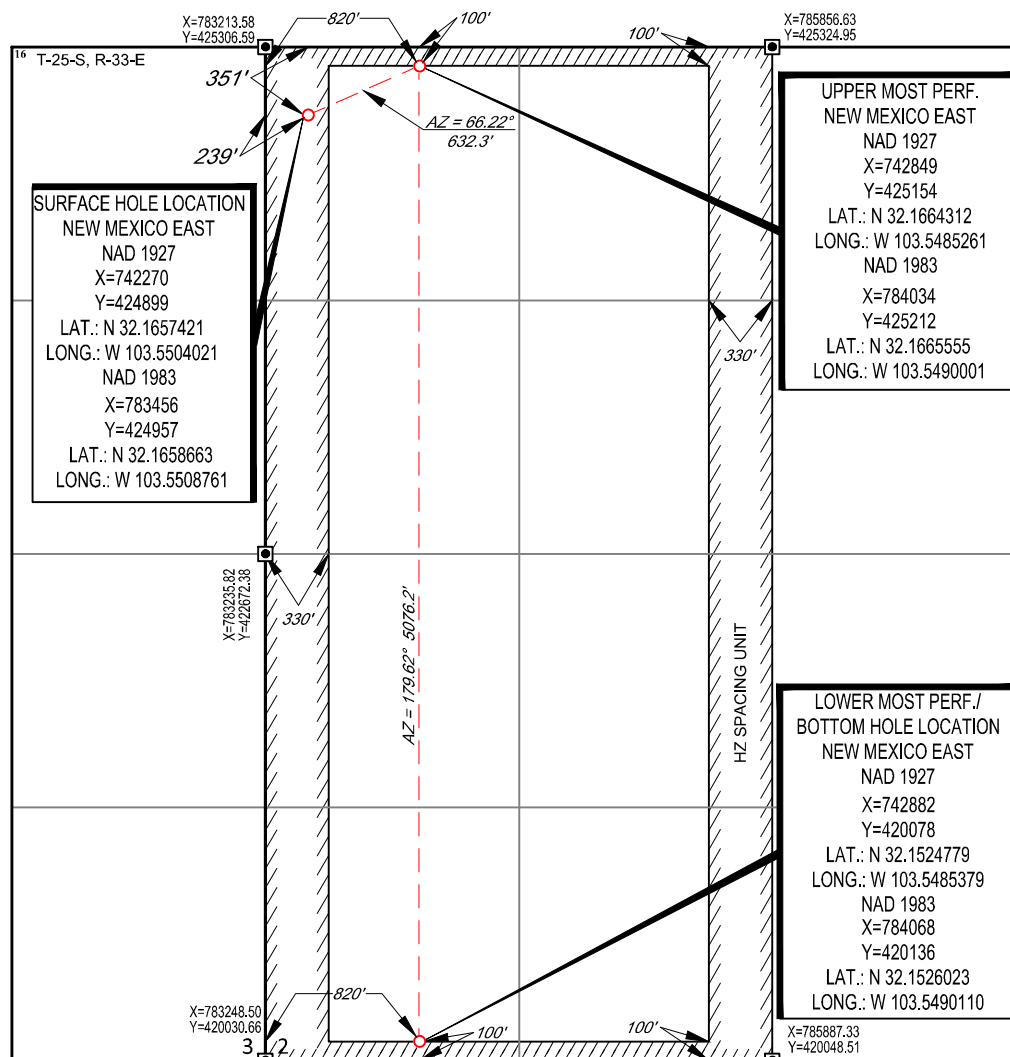 X=783213.58
Y=425306.59
820'
100'
100'
X=785856.63
Y=425324.95
16 T-25-S, R-33-E
351'
239'
AZ = 66.22°
632.3'
UPPER MOST PERF.
NEW MEXICO EAST
NAD 1927
X=742849
Y=425154
LAT.: N 32.1664312
LONG.: W 103.5485261
NAD 1983
X=784034
Y=425212
LAT.: N 32.1665555
LONG.: W 103.5490001
SURFACE HOLE LOCATION
NEW MEXICO EAST
NAD 1927
X=742270
Y=424899
LAT.: N 32.1657421
LONG.: W 103.5504021
NAD 1983
X=783456
Y=424957
LAT.: N 32.1658663
LONG.: W 103.5508761
330'
X=783235.82
Y=422672.38
330'
AZ = 179.62° 5076.2'
HZ SPACING UNIT
LOWER MOST PERF./
BOTTOM HOLE LOCATION
NEW MEXICO EAST
NAD 1927
X=742882
Y=420078
LAT.: N 32.1524779
LONG.: W 103.5485379
NAD 1983
X=784068
Y=420136
LAT.: N 32.1526023
LONG.: W 103.5490110
X=783248.50
Y=420030.66
820'
100'
100'
3 2
X=785887.33
Y=420048.51